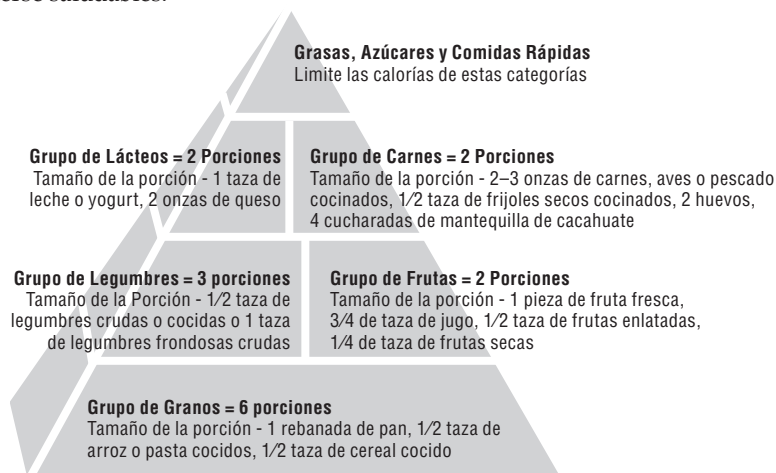 Grasas, Azúcares y Comidas Rápidas
Limite las calorías de estas categorías
Grupo de Lácteos = 2 Porciones
Tamaño de la porción - 1 taza de
leche o yogurt, 2 onzas de queso
Grupo de Carnes = 2 Porciones
Tamaño de la porción - 2–3 onzas de carnes, aves o pescado
cocinados, 1/2 taza de frijoles secos cocinados, 2 huevos,
4 cucharadas de mantequilla de cacahuate
Grupo de Legumbres = 3 porciones
Tamaño de la Porción - 1/2 taza de
legumbres crudas o cocidas o 1 taza
de legumbres frondosas crudas
Grupo de Frutas = 2 Porciones
Tamaño de la porción - 1 pieza de fruta fresca,
3/4 de taza de jugo, 1/2 taza de frutas enlatadas,
1/4 de taza de frutas secas
Grupo de Granos = 6 porciones
Tamaño de la porción - 1 rebanada de pan, 1/2 taza de
arroz o pasta cocidos, 1/2 taza de cereal cocido